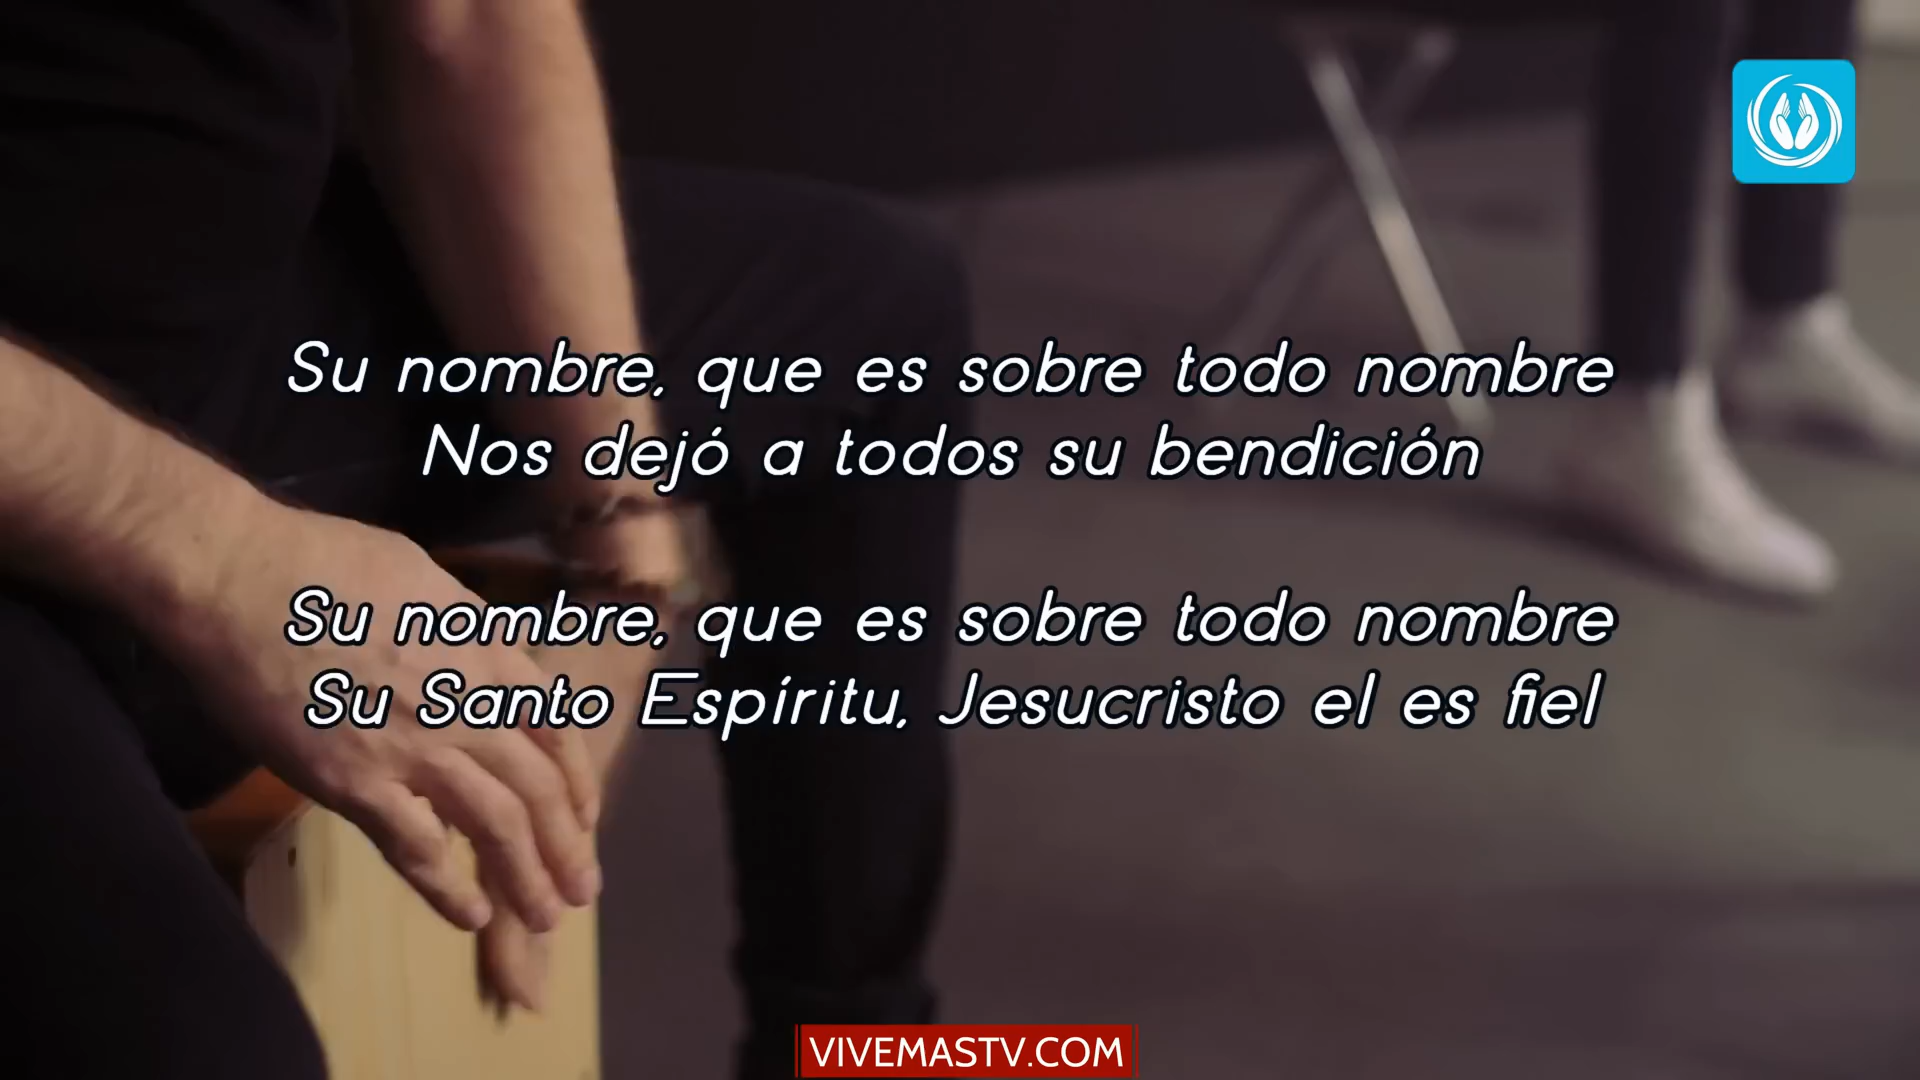 Su nombre, que es sobre todo nombre
Nos dejó a todos su bendición
Su nombre, que es sobre todo nombre
Su Santo Espíritu, Jesucristo el es fiel
VIVEMASTV.COM